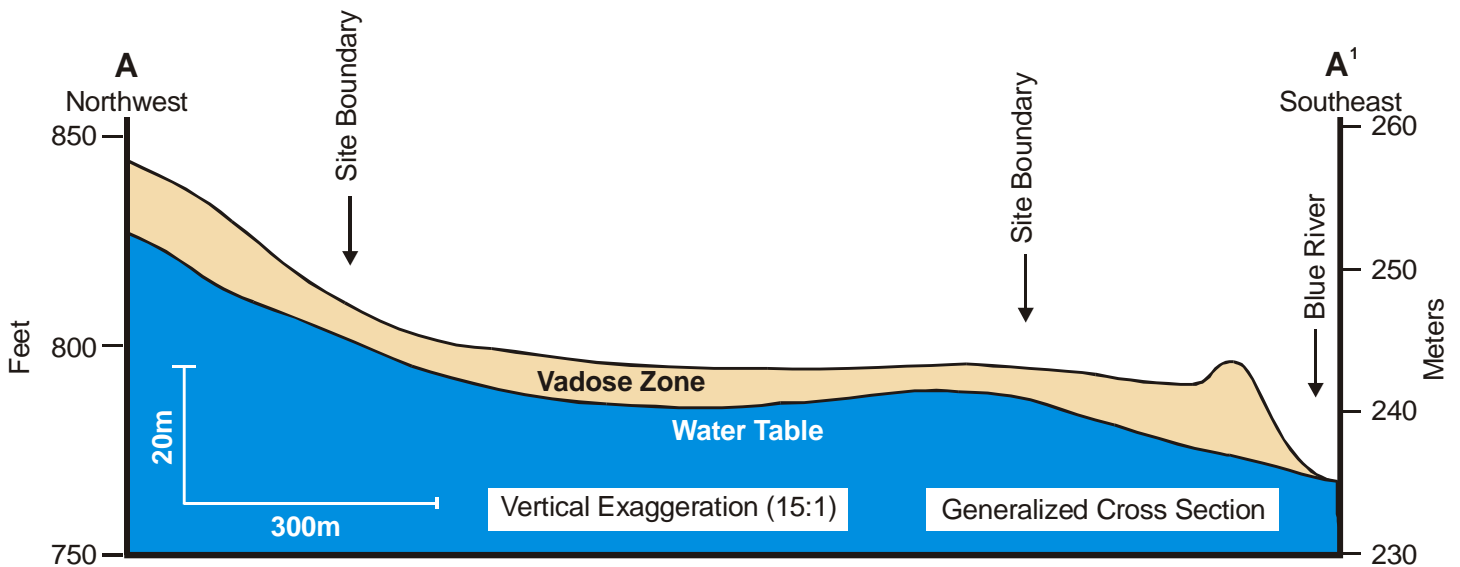 A
Northwest
Site Boundary
Site Boundary
A¹
Southeast
Blue River
850
800
750
Feet
260
250
240
230
Meters
Vadose Zone
Water Table
20m
300m
Vertical Exaggeration (15:1)
Generalized Cross Section